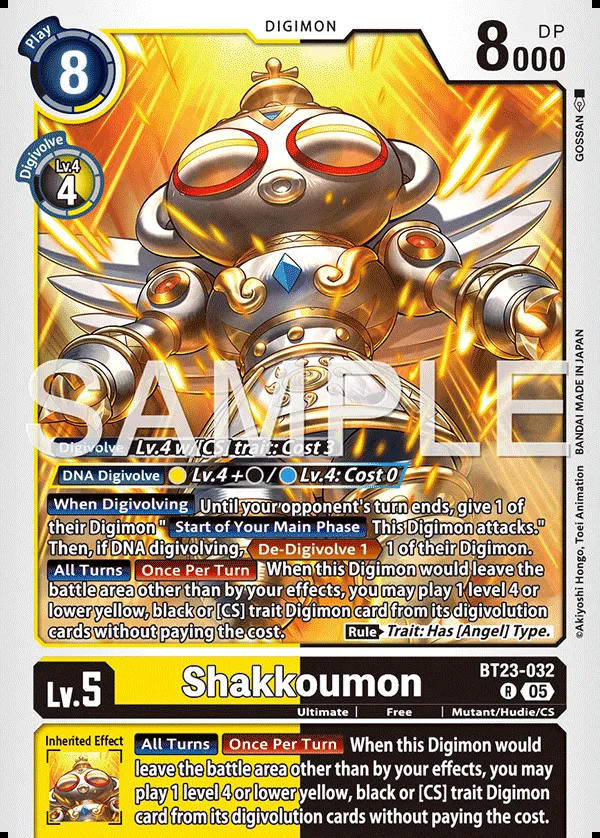 DIGIMON
Play
8
DP
8000
Digivolve
Lv.4
4
GOSSAN
SAMPLE
Digivolve Lv.4 w/[CS] trait: Cost 3
DNA Digivolve Lv.4 + / Lv.4: Cost 0
When Digivolving Until your opponent's turn ends, give 1 of
their Digimon " Start of Your Main Phase This Digimon attacks."
Then, if DNA digivolving, De-Digivolve 1 1 of their Digimon.
All Turns Once Per Turn When this Digimon would leave the
battle area other than by your effects, you may play 1 level 4 or
lower yellow, black or [CS] trait Digimon card from its digivolution
cards without paying the cost. Rule Trait: Has [Angel] Type.
©Akiyoshi Hongo, Toei Animation BANDAI MADE IN JAPAN
Lv.5
Shakkoumon
BT23-032
R 05
Ultimate | Free | Mutant/Hudie/CS
Inherited Effect
All Turns Once Per Turn When this Digimon would
leave the battle area other than by your effects, you may
play 1 level 4 or lower yellow, black or [CS] trait Digimon
card from its digivolution cards without paying the cost.